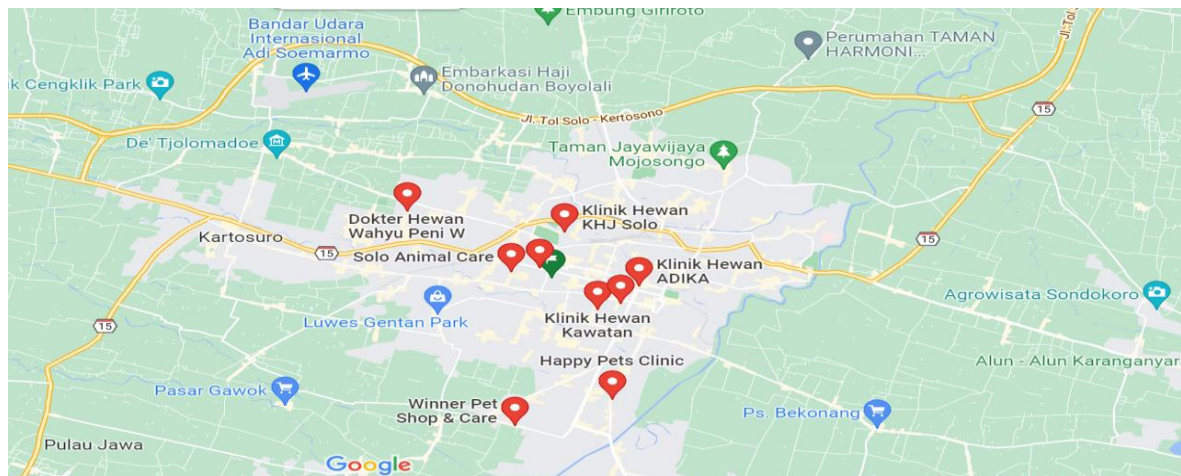 Embung Giriroto
Bandar Udara
Internasional
Adi Soemarmo
Perumahan TAMAN
HARMONI...
Jl. Tol
k Cengklik Park
Embarkasi Haji
Donohudan Boyolali
15
Jl. Tol Solo - Kertosono
De' Tjolomadoe
Taman Jayawijaya
Mojosongo
Dokter Hewan
Wahyu Peni W
Klinik Hewan
KHJ Solo
Kartosuro
15
Solo Animal Care
15
Klinik Hewan
ADIKA
Agrowisata Sondokoro
Luwes Gentan Park
15
Klinik Hewan
Kawatan
Happy Pets Clinic
Alun - Alun Karanganyar
Pasar Gawok
Winner Pet
Shop & Care
Ps. Bekonang
Pulau Jawa
Google